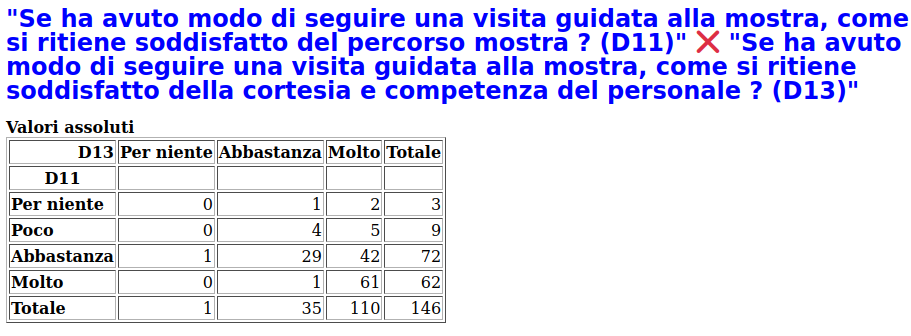 "Se ha avuto modo di seguire una visita guidata alla mostra, come
si ritiene soddisfatto del percorso mostra ? (D11)" ❌ "Se ha avuto
modo di seguire una visita guidata alla mostra, come si ritiene
soddisfatto della cortesia e competenza del personale ? (D13)"
Valori assoluti
D13 Per niente Abbastanza Molto Totale
D11
Per niente 0 1 2 3
Poco 0 4 5 9
Abbastanza 1 29 42 72
Molto 0 1 61 62
Totale 1 35 110 146